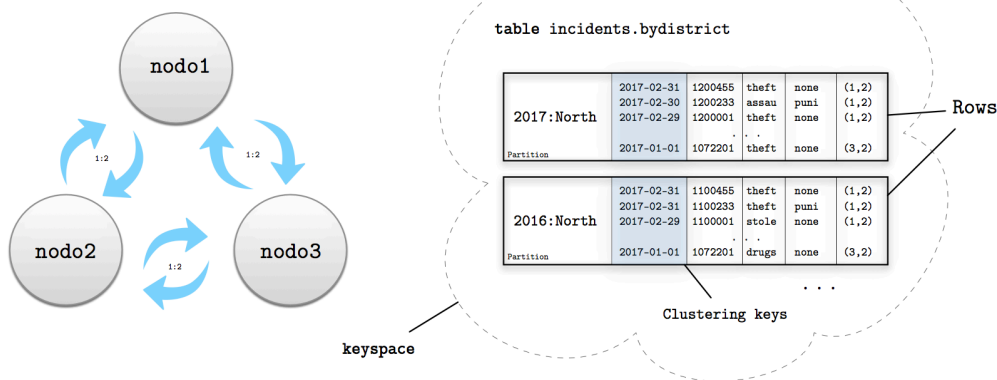 nodo1
1:2
1:2
nodo2
1:2
nodo3
table incidents.bydistrict
2017:North
Partition
2017-02-31 1200455 theft none (1,2)
2017-02-30 1200233 assau puni (1,2)
2017-02-29 1200001 theft none (1,2)
. . .
2017-01-01 1072201 theft none (3,2)
Rows
2016:North
Partition
2017-02-31 1100455 theft none (1,2)
2017-02-31 1100233 theft puni (1,2)
2017-02-29 1100001 stole none (1,2)
. . .
2017-01-01 1072201 drugs none (3,2)
. . .
Clustering keys
keyspace